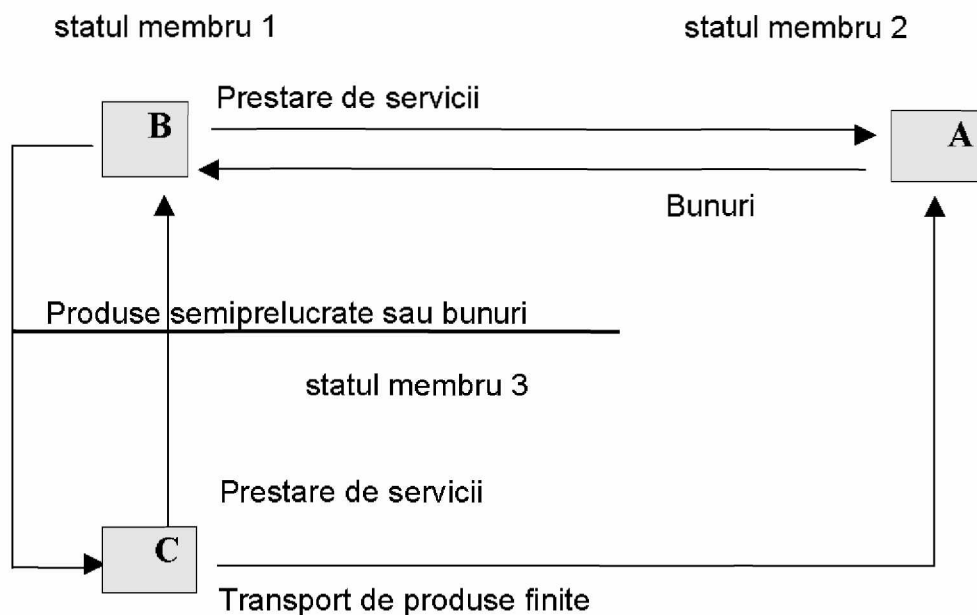 statul membru 1
statul membru 2
Prestare de servicii
B
A
Bunuri
Produse semiprelucrate sau bunuri
statul membru 3
Prestare de servicii
C
Transport de produse finite